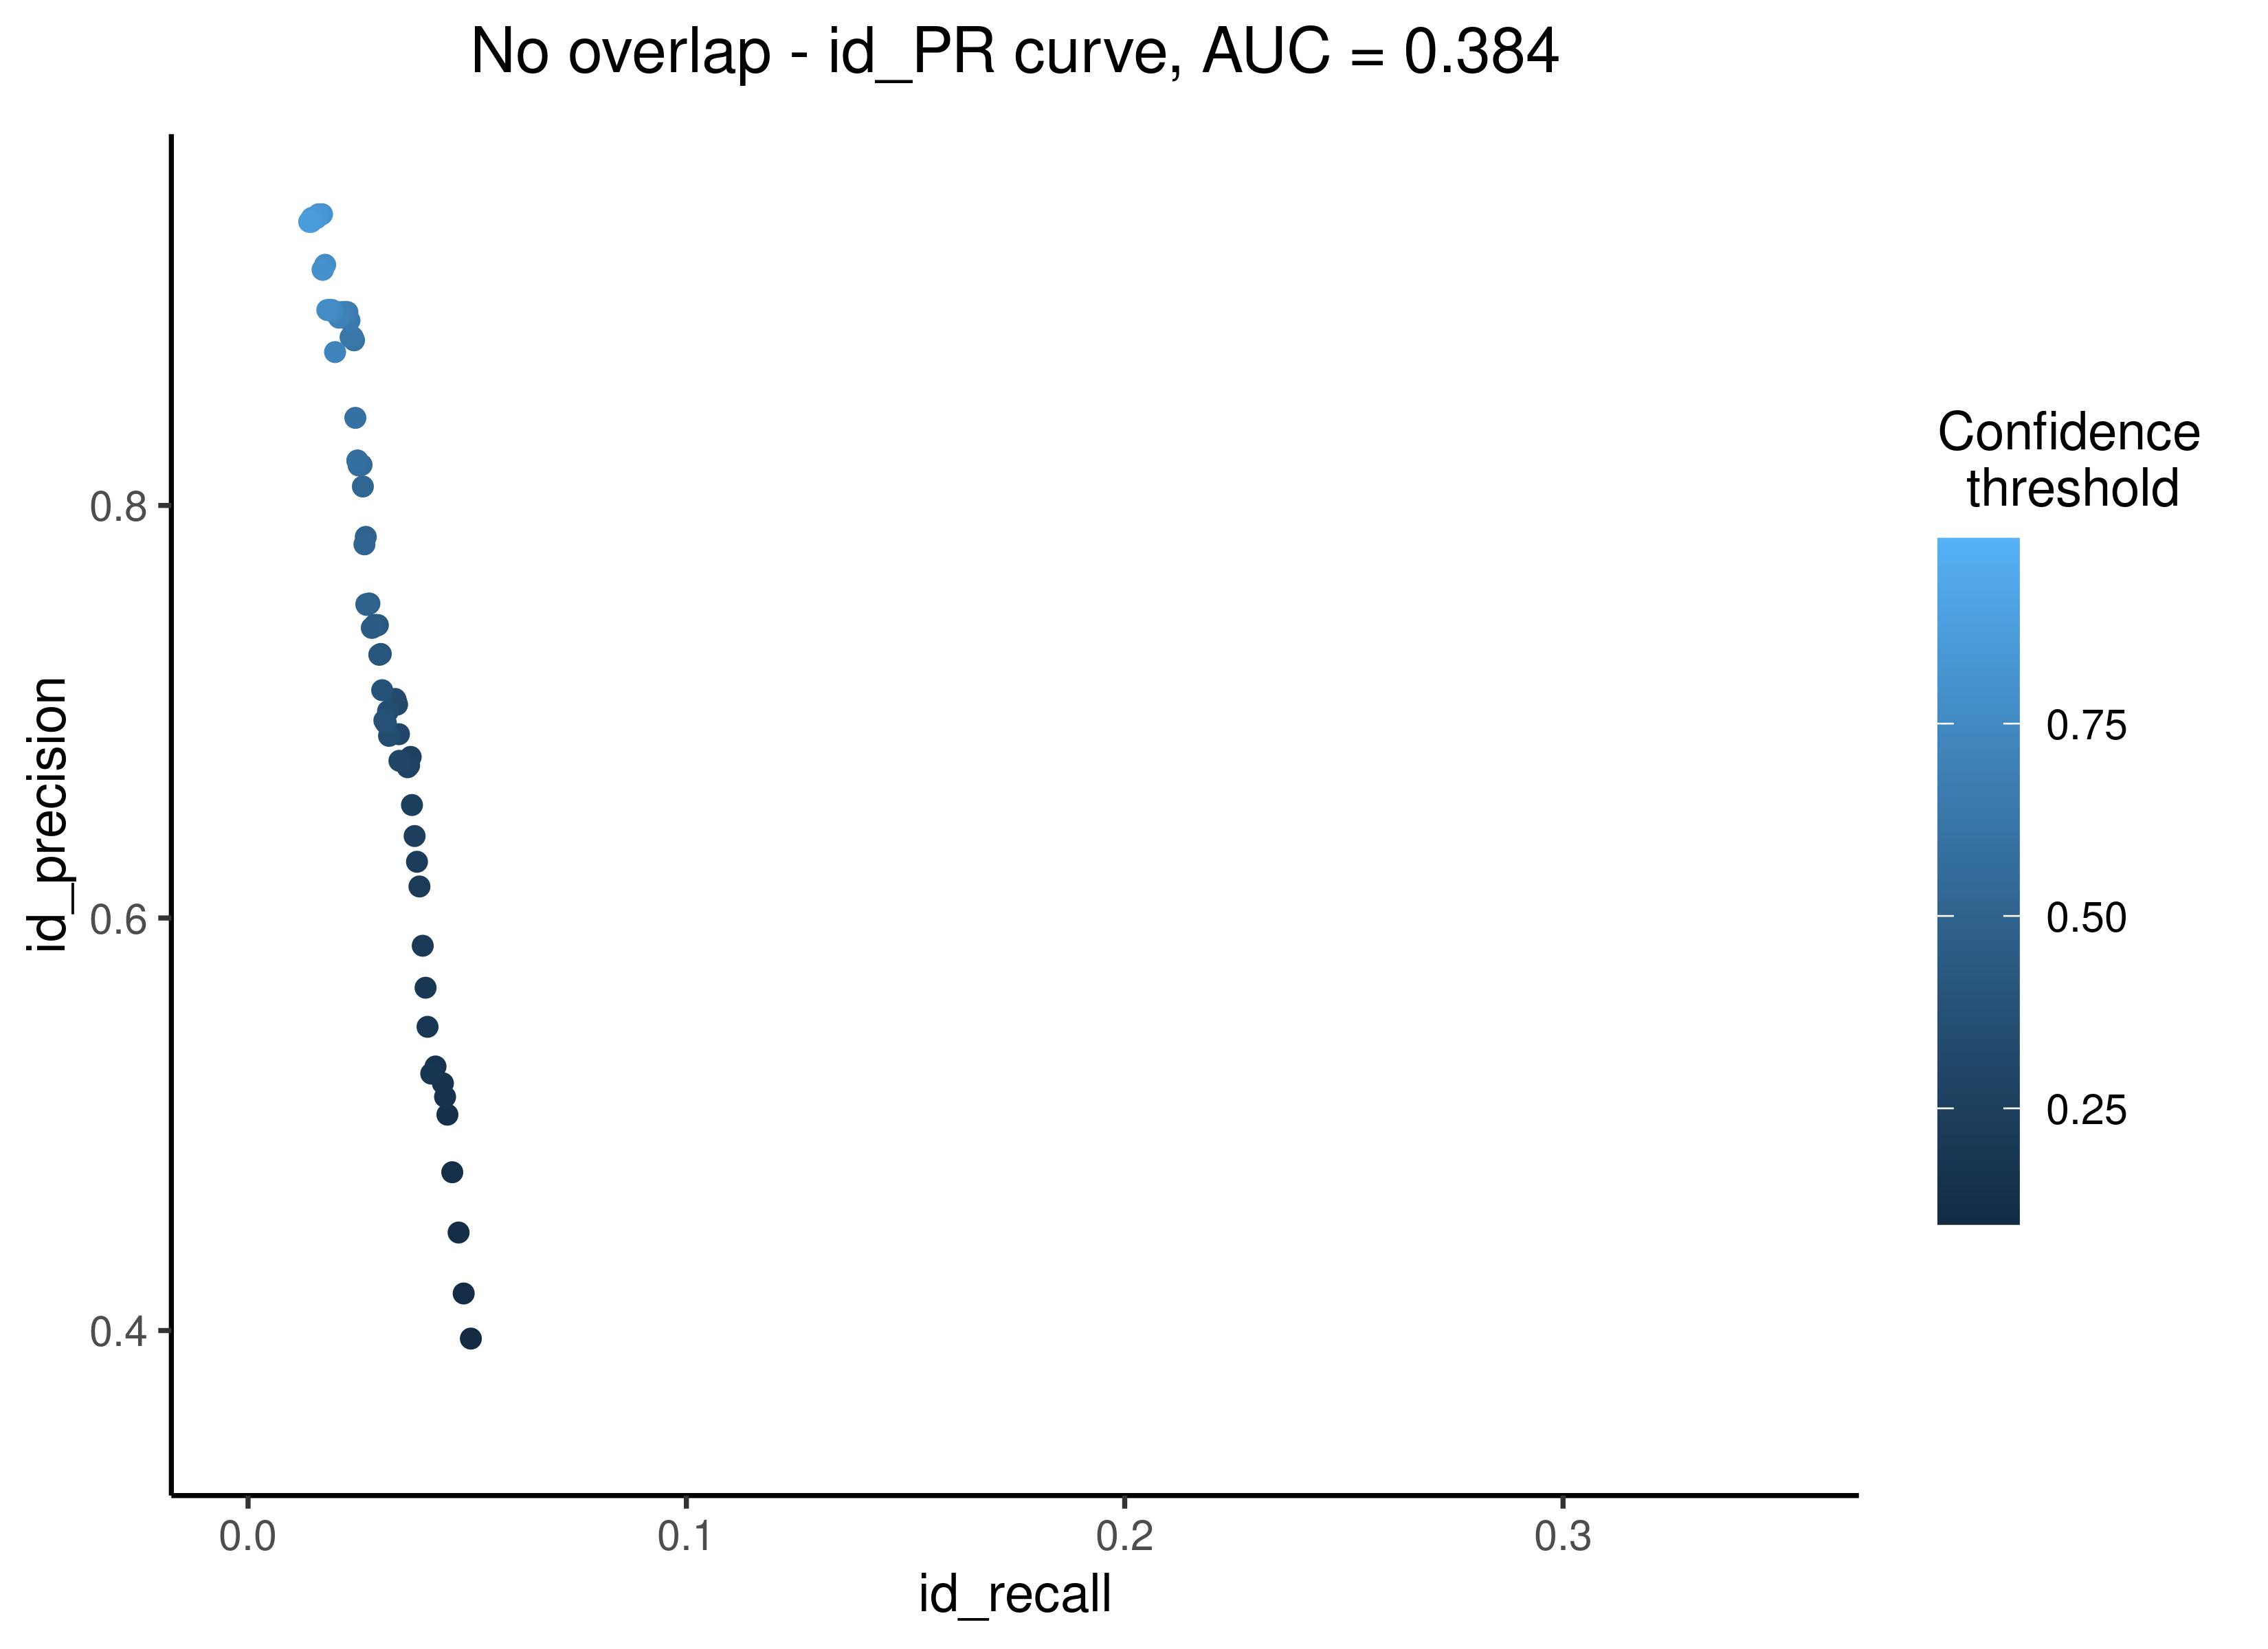 No overlap - id_PR curve, AUC = 0.384
id_precision
0.8
0.6
0.4
0.0
0.1
0.2
0.3
id_recall
Confidence
threshold
0.75
0.50
0.25